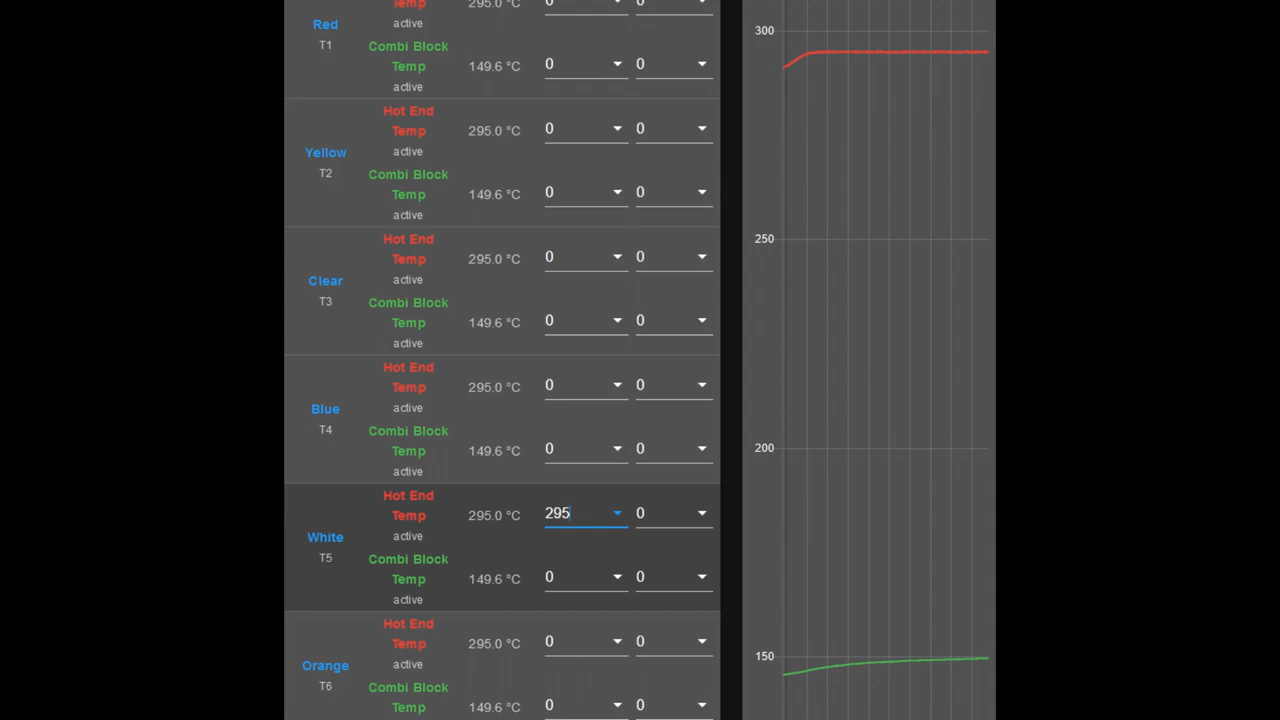 Temp 295.0 °C 0 0
Red
active
T1
Combi Block
Temp 149.6 °C 0 0
active
Hot End
Temp 295.0 °C 0 0
Yellow
active
T2
Combi Block
Temp 149.6 °C 0 0
active
Hot End
Temp 295.0 °C 0 0
Clear
active
T3
Combi Block
Temp 149.6 °C 0 0
active
Hot End
Temp 295.0 °C 0 0
Blue
active
T4
Combi Block
Temp 149.6 °C 0 0
active
Hot End
Temp 295.0 °C 295 0
White
active
T5
Combi Block
Temp 149.6 °C 0 0
active
Hot End
Temp 295.0 °C 0 0
Orange
active
T6
Combi Block
Temp 149.6 °C 0 0
300
250
200
150